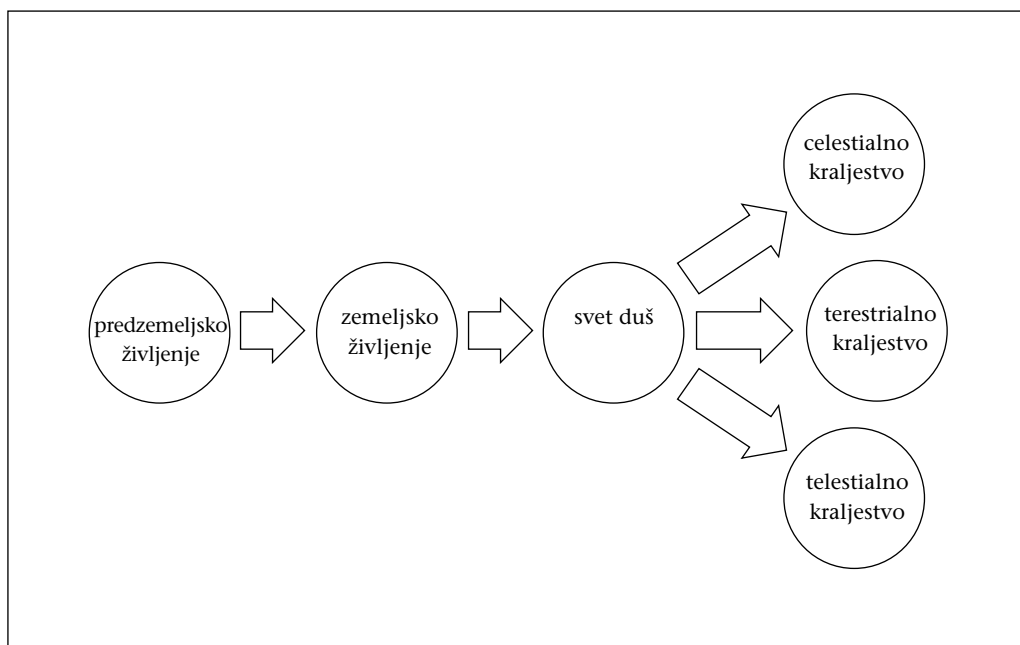 predzemeljsko
življenje
zemeljsko
življenje
svet duš
celestialno
kraljestvo
terestrialno
kraljestvo
telestialno
kraljestvo